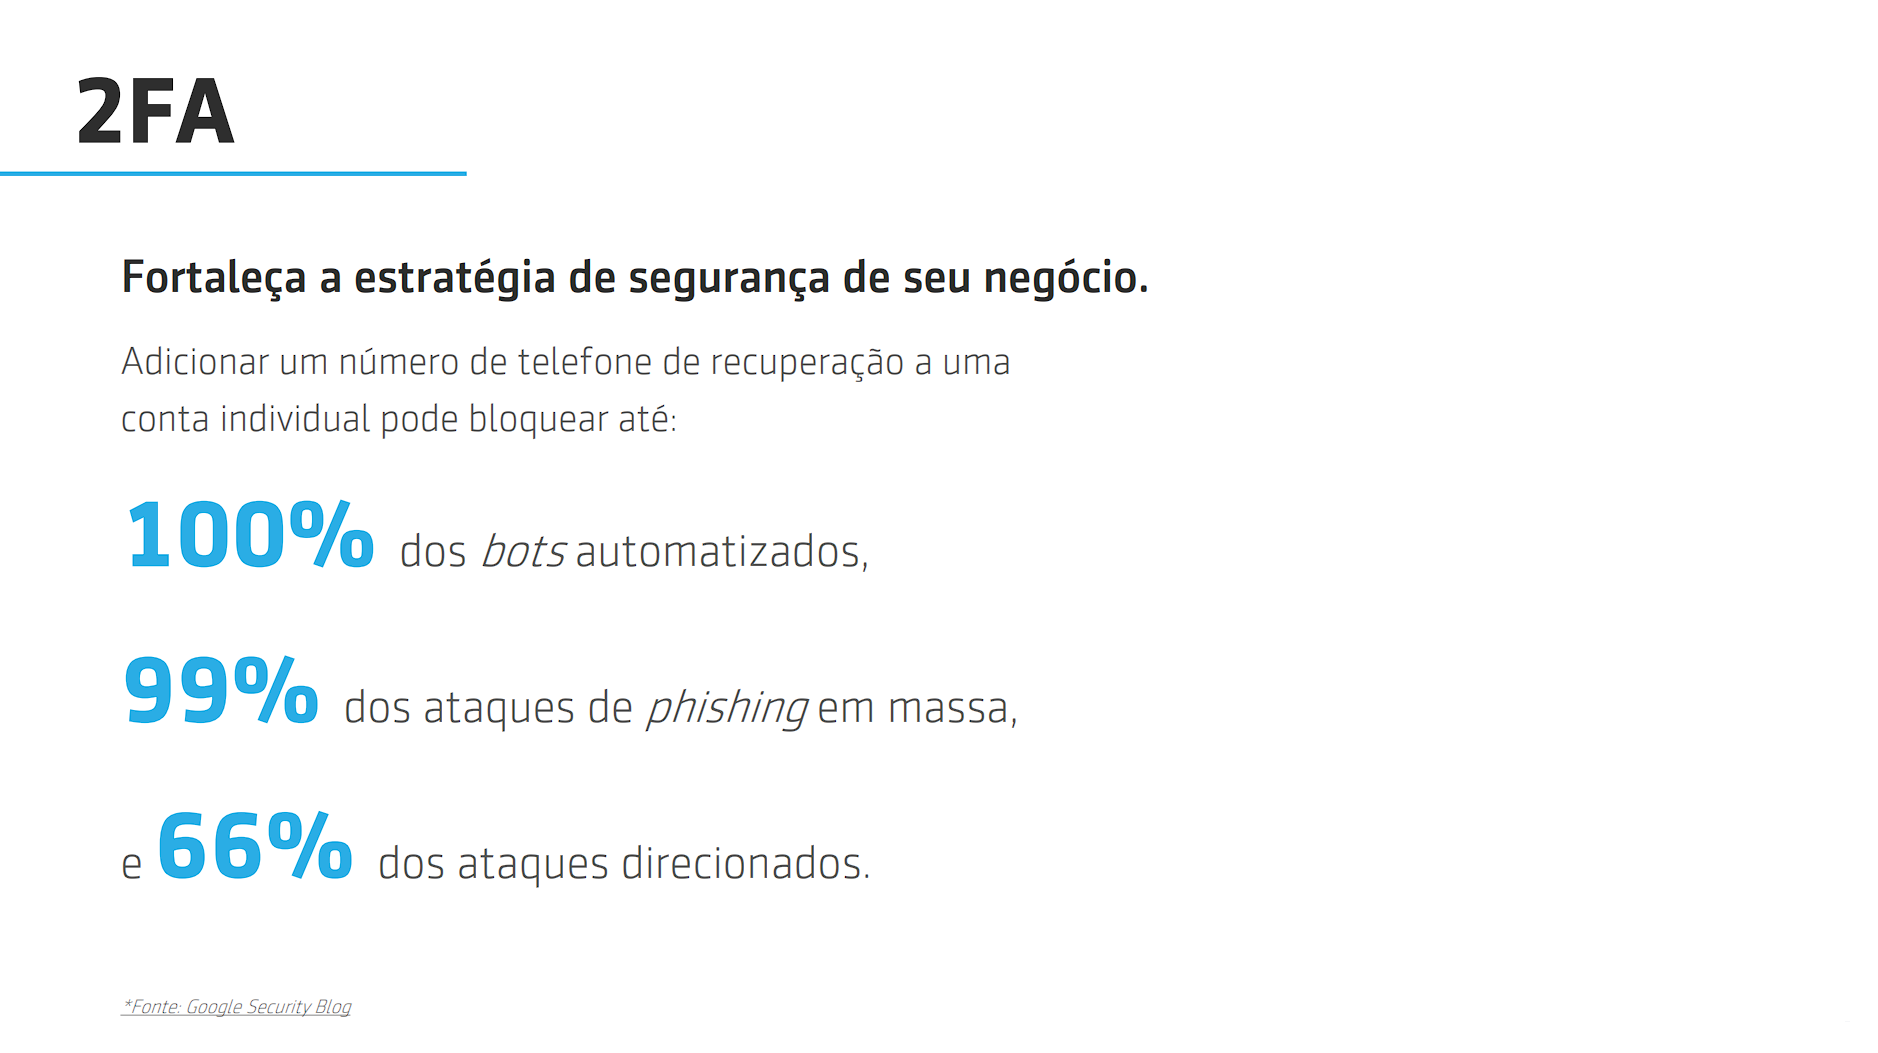 2FA
Fortaleça a estratégia de segurança de seu negócio.
Adicionar um número de telefone de recuperação a uma
conta individual pode bloquear até:
100% dos bots automatizados,
99% dos ataques de phishing em massa,
e 66% dos ataques direcionados.
*Fonte: Google Security Blog